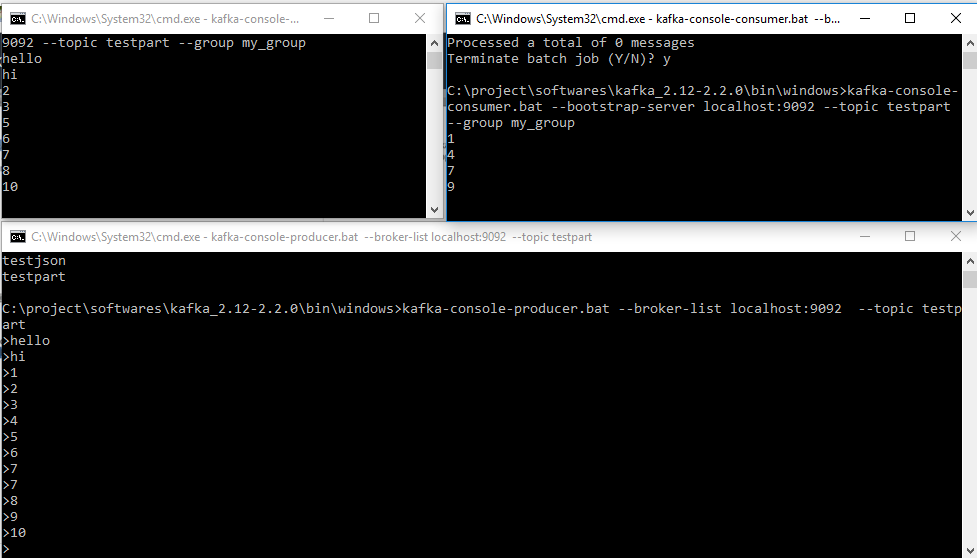 C:\Windows\System32\cmd.exe - kafka-console-...
9092 --topic testpart --group my_group
hello
hi
2
3
5
6
7
8
10
C:\Windows\System32\cmd.exe - kafka-console-consumer.bat --b...
Processed a total of 0 messages
Terminate batch job (Y/N)? y
C:\project\softwares\kafka_2.12-2.2.0\bin\windows>kafka-console-
consumer.bat --bootstrap-server localhost:9092 --topic testpart
--group my_group
1
4
7
9
C:\Windows\System32\cmd.exe - kafka-console-producer.bat --broker-list localhost:9092 --topic testpart
testjson
testpart
C:\project\softwares\kafka_2.12-2.2.0\bin\windows>kafka-console-producer.bat --broker-list localhost:9092  --topic testp
art
>hello
>hi
>1
>2
>3
>4
>5
>6
>7
>7
>8
>9
>10
>